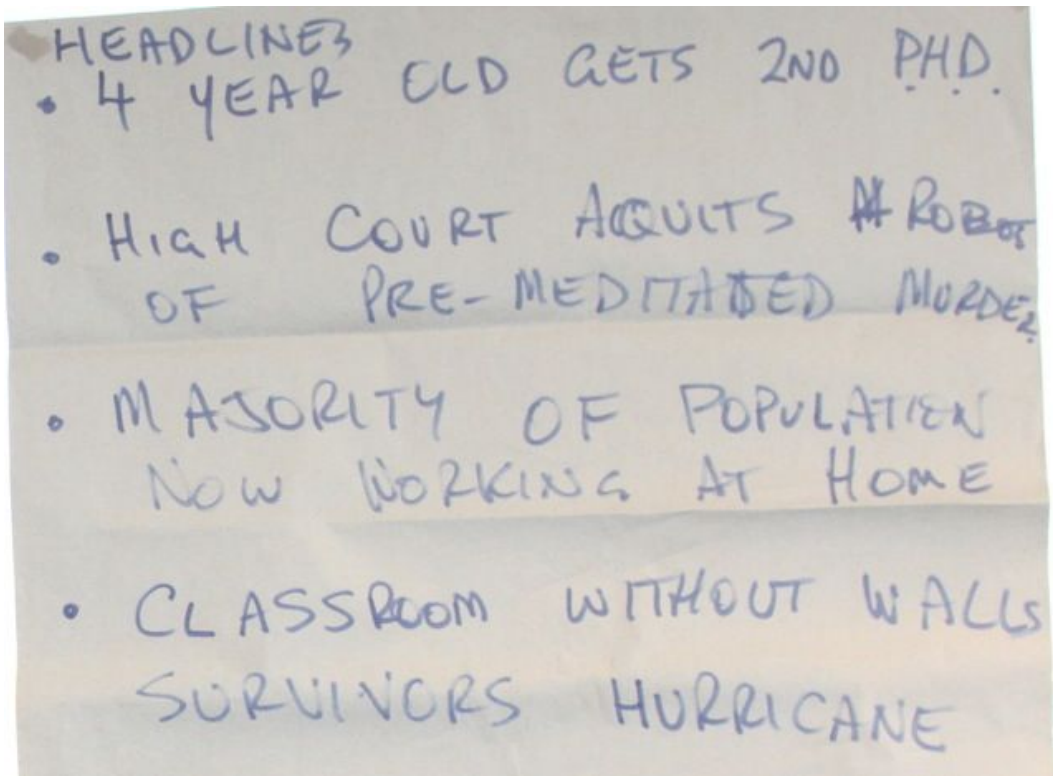 HEADLINES
• 4 YEAR OLD GETS 2ND PHD.
• HIGH COURT ACQUITS ROBOT
OF PRE-MEDITATED MURDER.
• MAJORITY OF POPULATION
NOW WORKING AT HOME
• CLASSROOM WITHOUT WALLS
SURVIVORS HURRICANE